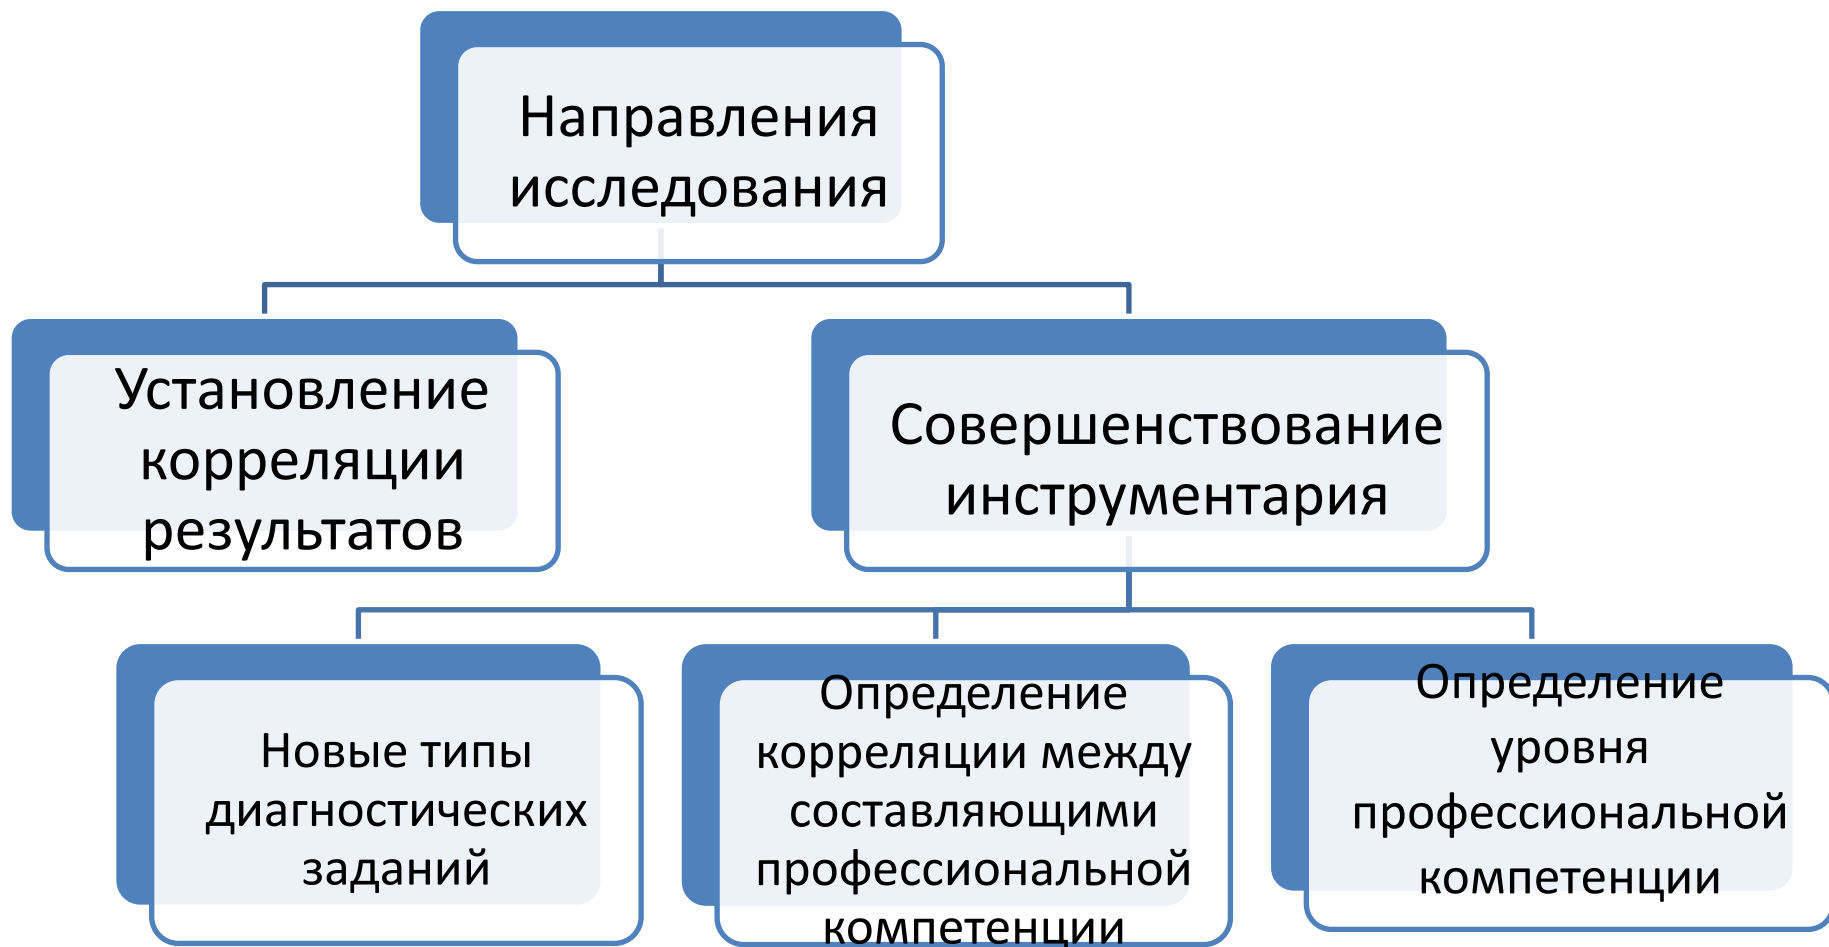 Направления
исследования
Установление
корреляции
результатов
Совершенствование
инструментария
Новые типы
диагностических
заданий
Определение
корреляции между
составляющими
профессиональной
компетенции
Определение
уровня
профессиональной
компетенции